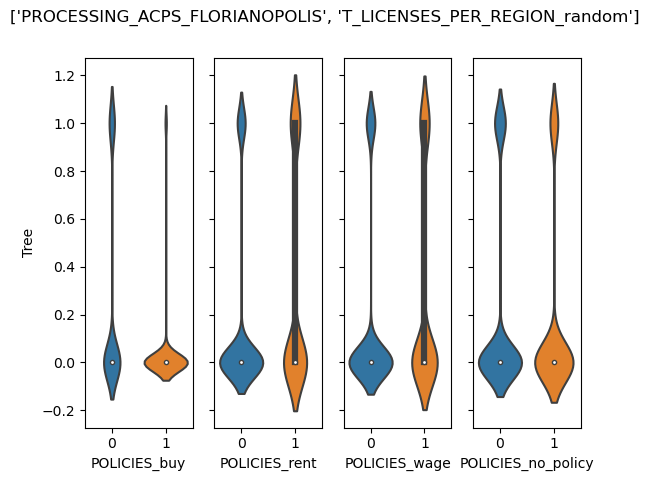 ['PROCESSING_ACPS_FLORIANOPOLIS', 'T_LICENSES_PER_REGION_random']
1.2
1.0
0.8
0.6
0.4
0.2
0.0
−0.2
Tree
0 1 0 1 0 1 0 1
POLICIES_buy POLICIES_rent POLICIES_wage POLICIES_no_policy